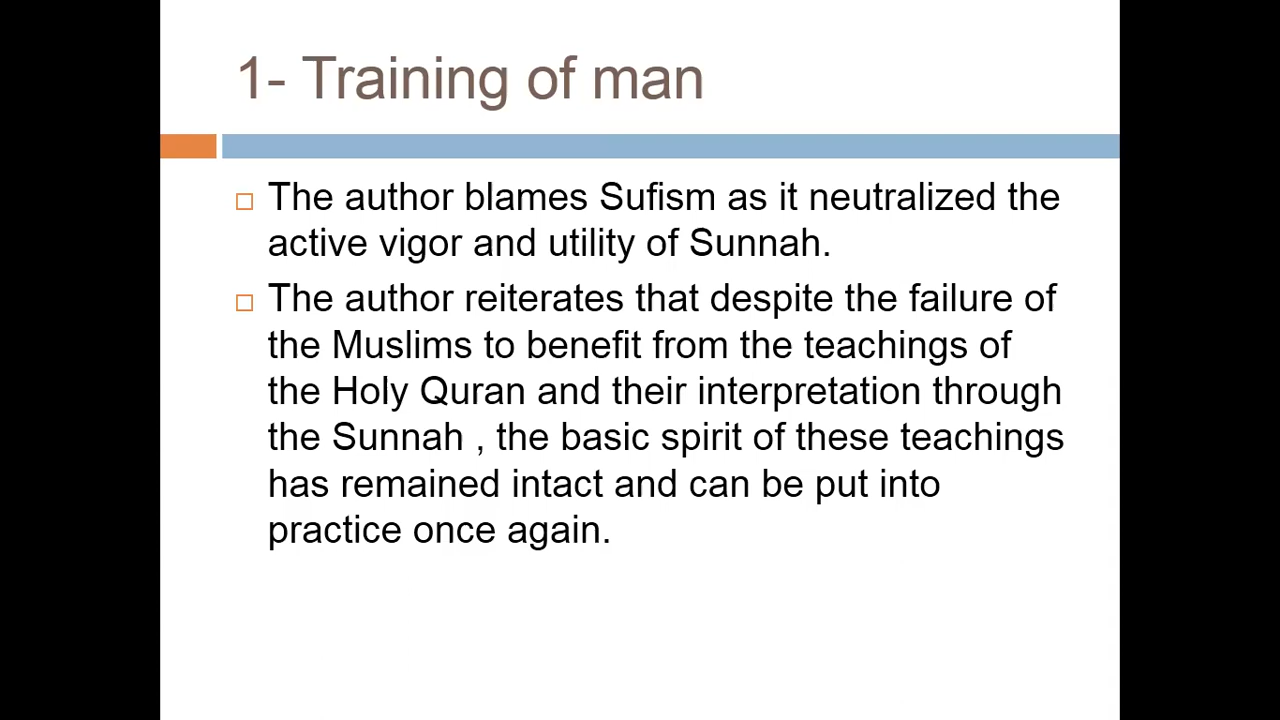 1- Training of man
The author blames Sufism as it neutralized the
active vigor and utility of Sunnah.
The author reiterates that despite the failure of
the Muslims to benefit from the teachings of
the Holy Quran and their interpretation through
the Sunnah , the basic spirit of these teachings
has remained intact and can be put into
practice once again.